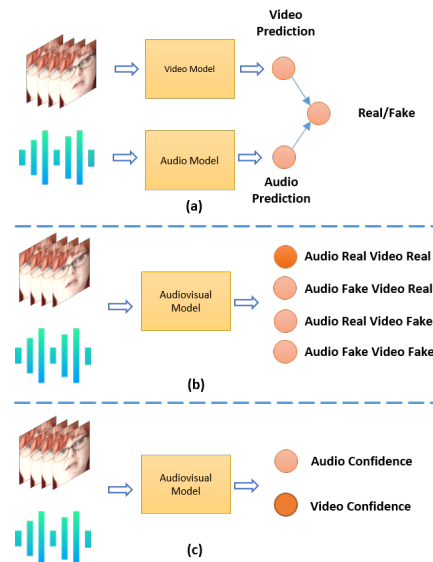 Video
Prediction
Video Model
Real/Fake
Audio Model
Audio
Prediction
(a)
Audio Real Video Real
Audio Fake Video Real
Audiovisual
Model
Audio Real Video Fake
Audio Fake Video Fake
(b)
Audio Confidence
Audiovisual
Model
Video Confidence
(c)